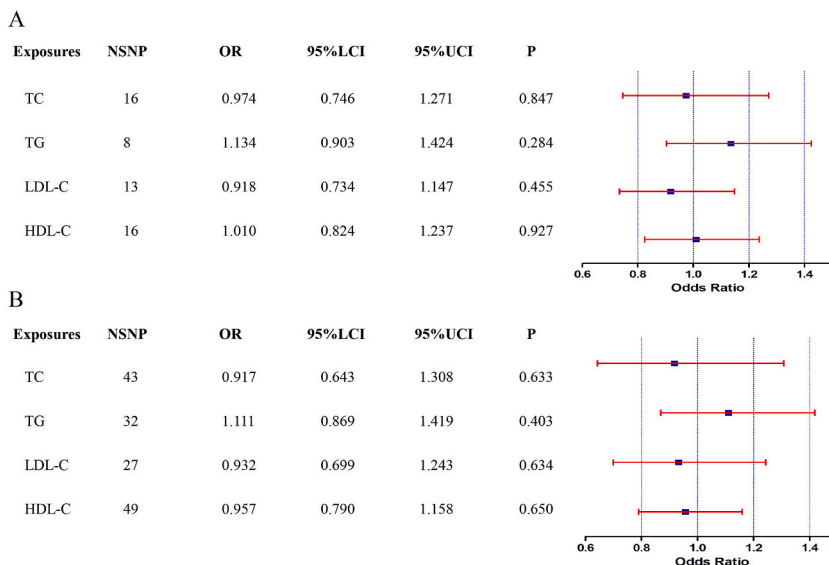 A
Exposures NSNP OR 95%LCI 95%UCI P
TC 16 0.974 0.746 1.271 0.847
TG 8 1.134 0.903 1.424 0.284
LDL-C 13 0.918 0.734 1.147 0.455
HDL-C 16 1.010 0.824 1.237 0.927
0.6 0.8 1.0 1.2 1.4
Odds Ratio
B
Exposures NSNP OR 95%LCI 95%UCI P
TC 43 0.917 0.643 1.308 0.633
TG 32 1.111 0.869 1.419 0.403
LDL-C 27 0.932 0.699 1.243 0.634
HDL-C 49 0.957 0.790 1.158 0.650
0.6 0.8 1.0 1.2 1.4
Odds Ratio